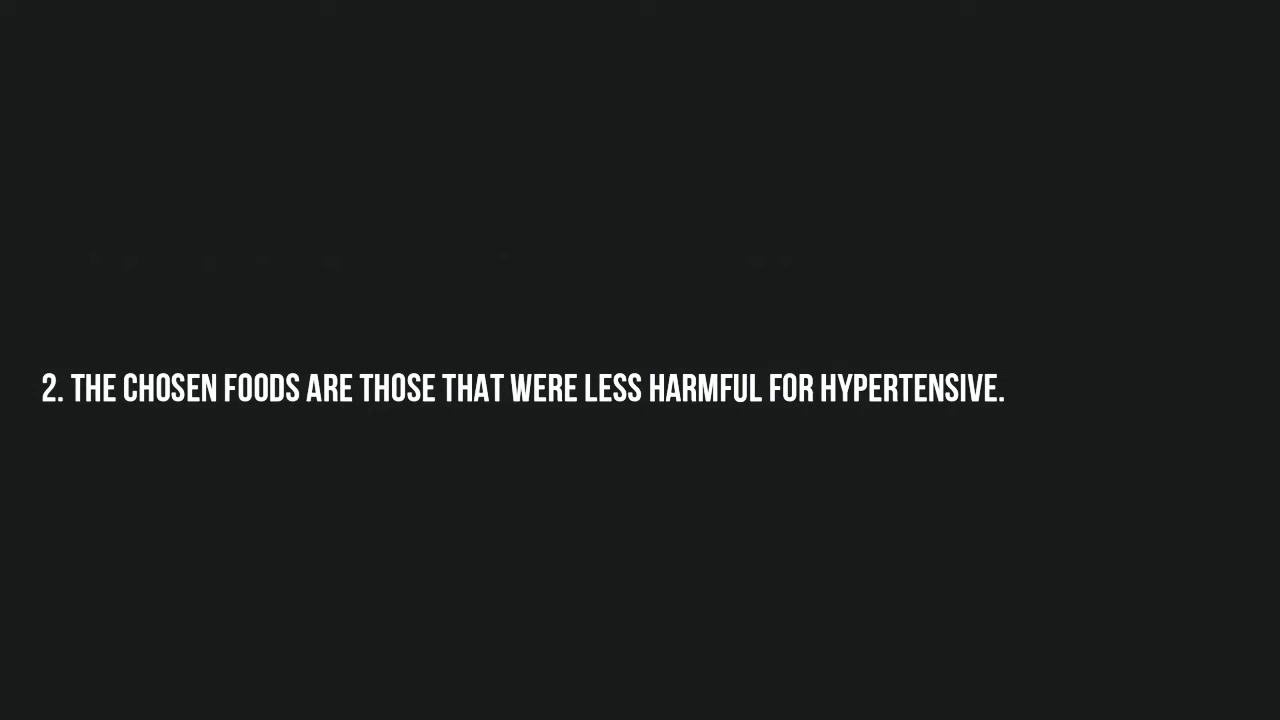 2. THE CHOSEN FOODS ARE THOSE THAT WERE LESS HARMFUL FOR HYPERTENSIVE.